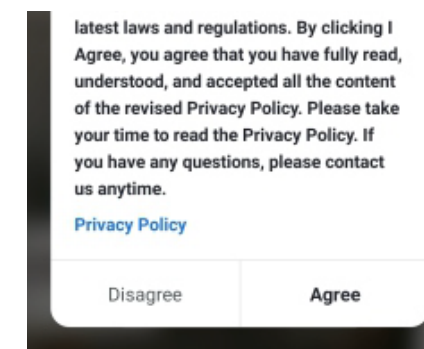 latest laws and regulations. By clicking I
Agree, you agree that you have fully read,
understood, and accepted all the content
of the revised Privacy Policy. Please take
your time to read the Privacy Policy. If
you have any questions, please contact
us anytime.
Privacy Policy
Disagree
Agree